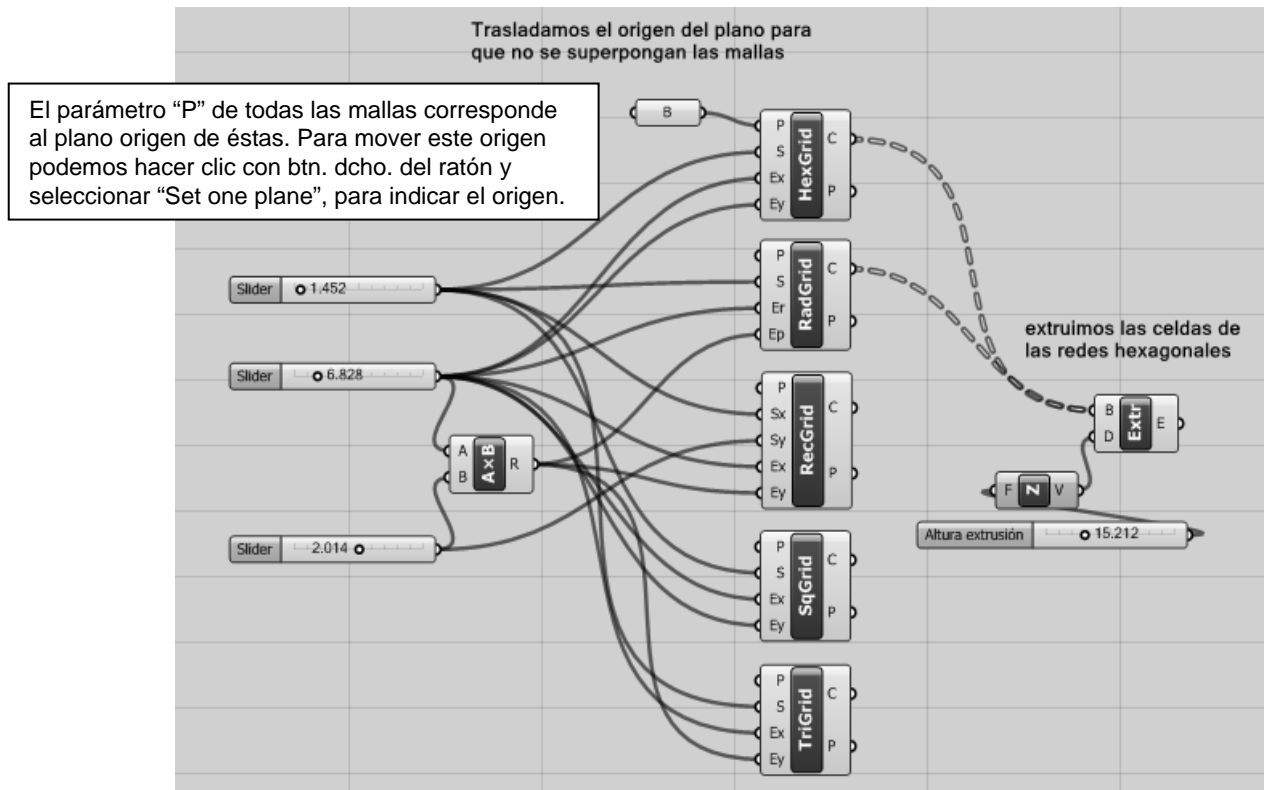 Trasladamos el origen del plano para
que no se superpongan las mallas
El parámetro “P” de todas las mallas corresponde
al plano origen de éstas. Para mover este origen
podemos hacer clic con btn. dcho. del ratón y
seleccionar “Set one plane”, para indicar el origen.
B
P
S
Ex
Ey
HexGrid
C
P
P
S
Er
Ep
RadGrid
C
P
Slider
1.452
extruimos las celdas de
las redes hexagonales
Slider
6.828
P
Sx
Sy
Ex
Ey
RecGrid
C
P
B
D
Extr
E
A
B
A×B
R
F
Z
V
Altura extrusión
15.212
Slider
2.014
P
S
Ex
Ey
SqGrid
C
P
P
S
Ex
Ey
TriGrid
C
P